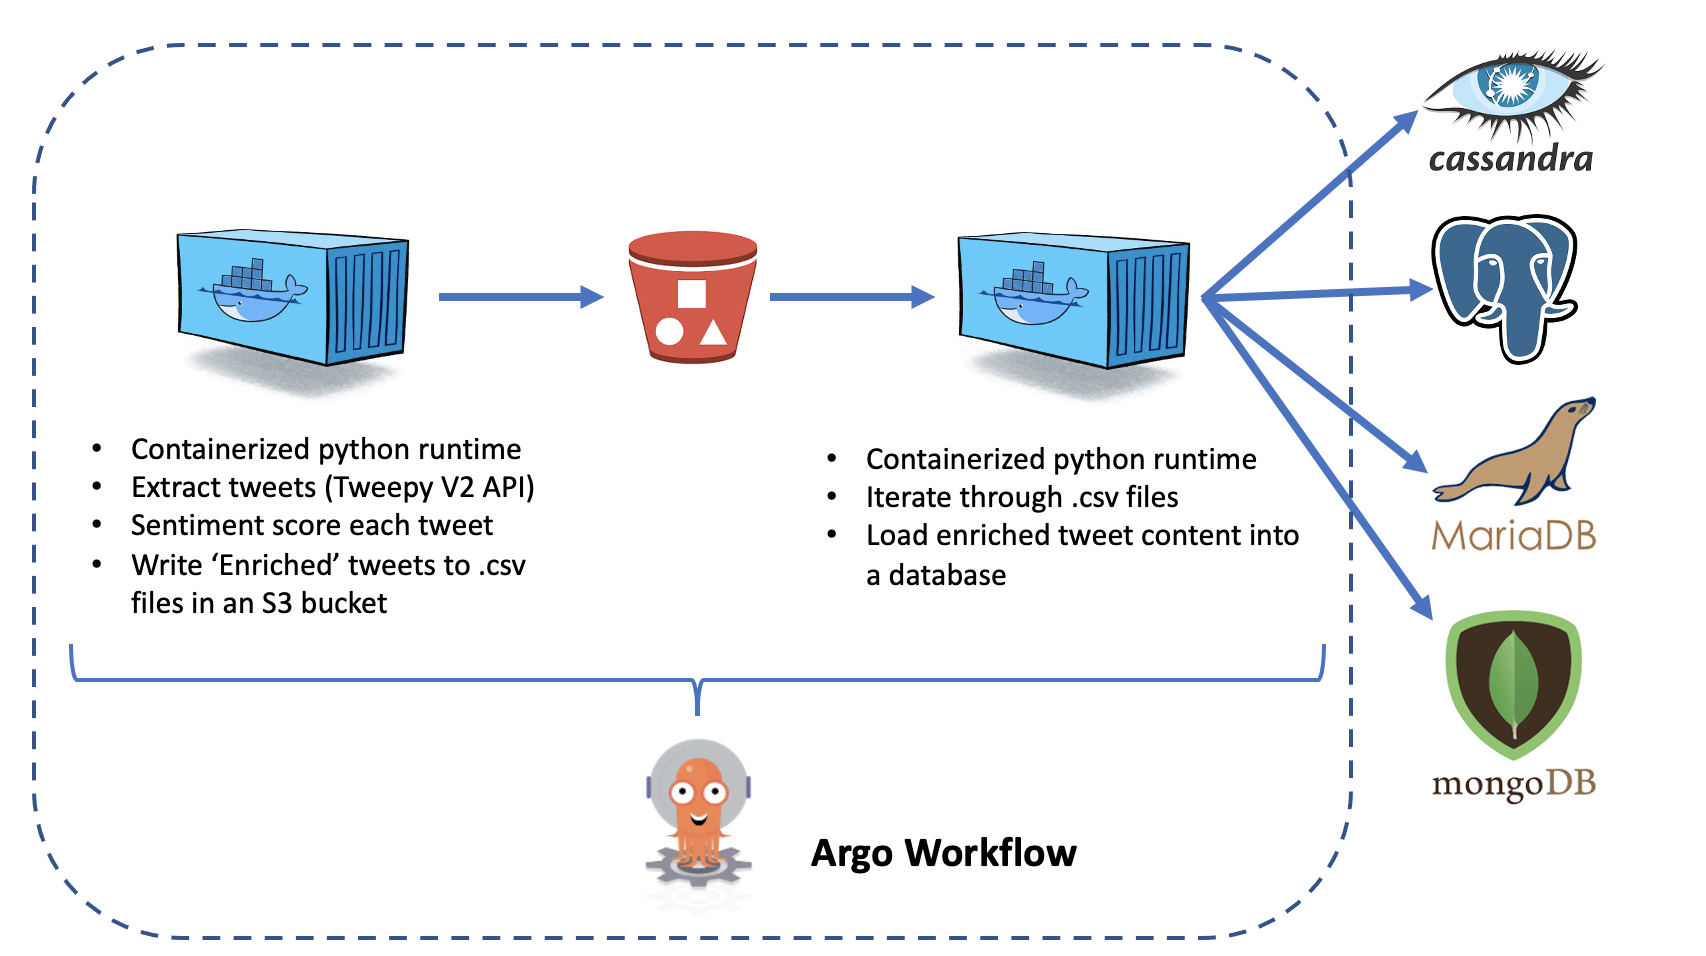 cassandra
• Containerized python runtime
• Extract tweets (Tweepy V2 API)
• Sentiment score each tweet
• Write ‘Enriched’ tweets to .csv
files in an S3 bucket
• Containerized python runtime
• Iterate through .csv files
• Load enriched tweet content into
a database
MariaDB
mongoDB
Argo Workflow